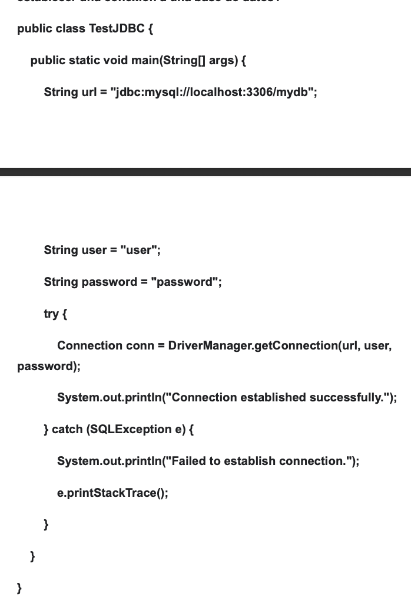 public class TestJDBC {
public static void main(String[] args) {
String url = "jdbc:mysql://localhost:3306/mydb";
String user = "user";
String password = "password";
try {
Connection conn = DriverManager.getConnection(url, user,
password);
System.out.println("Connection established successfully.");
} catch (SQLException e) {
System.out.println("Failed to establish connection.");
e.printStackTrace();
}
}
}